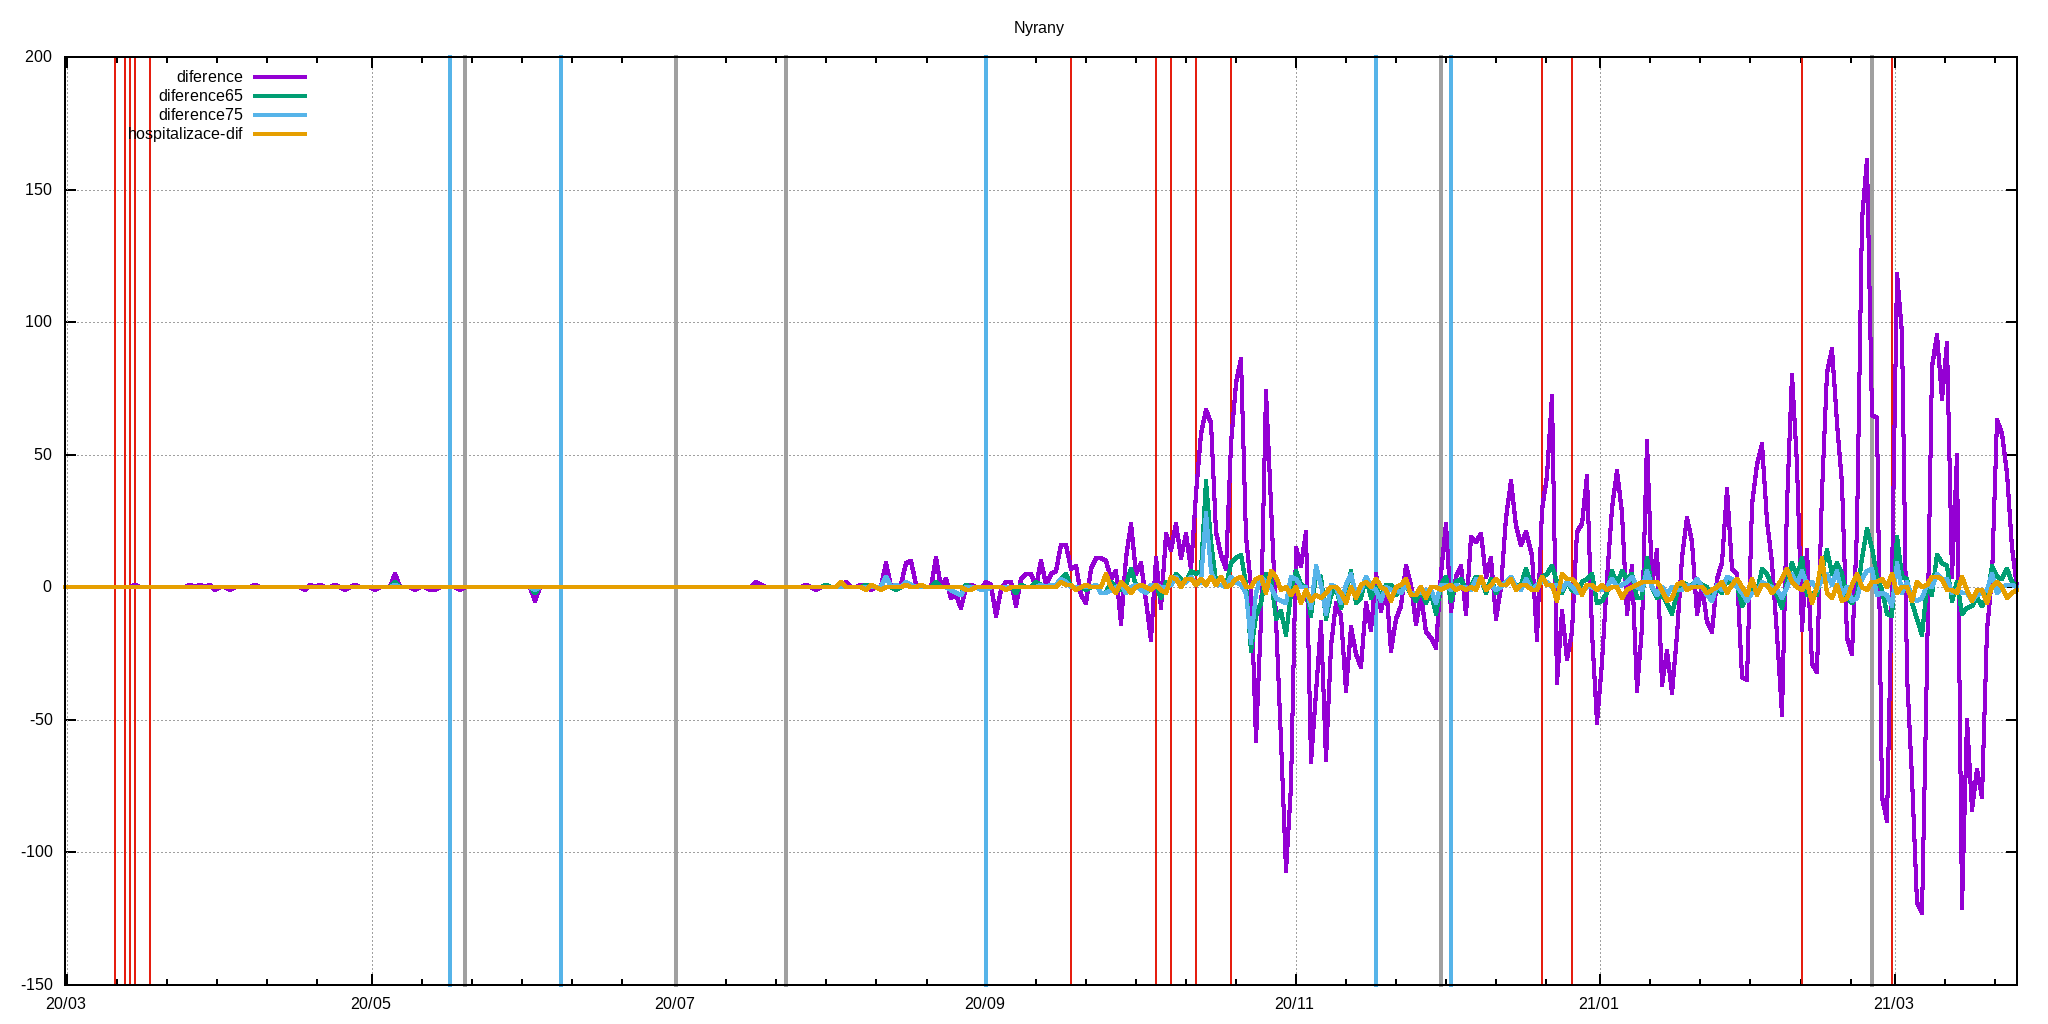 Nyrany
200
diference
diference65
diference75
hospitalizace-dif
150
100
50
0
-50
-100
-150
20/03 20/05 20/07 20/09 20/11 21/01 21/03